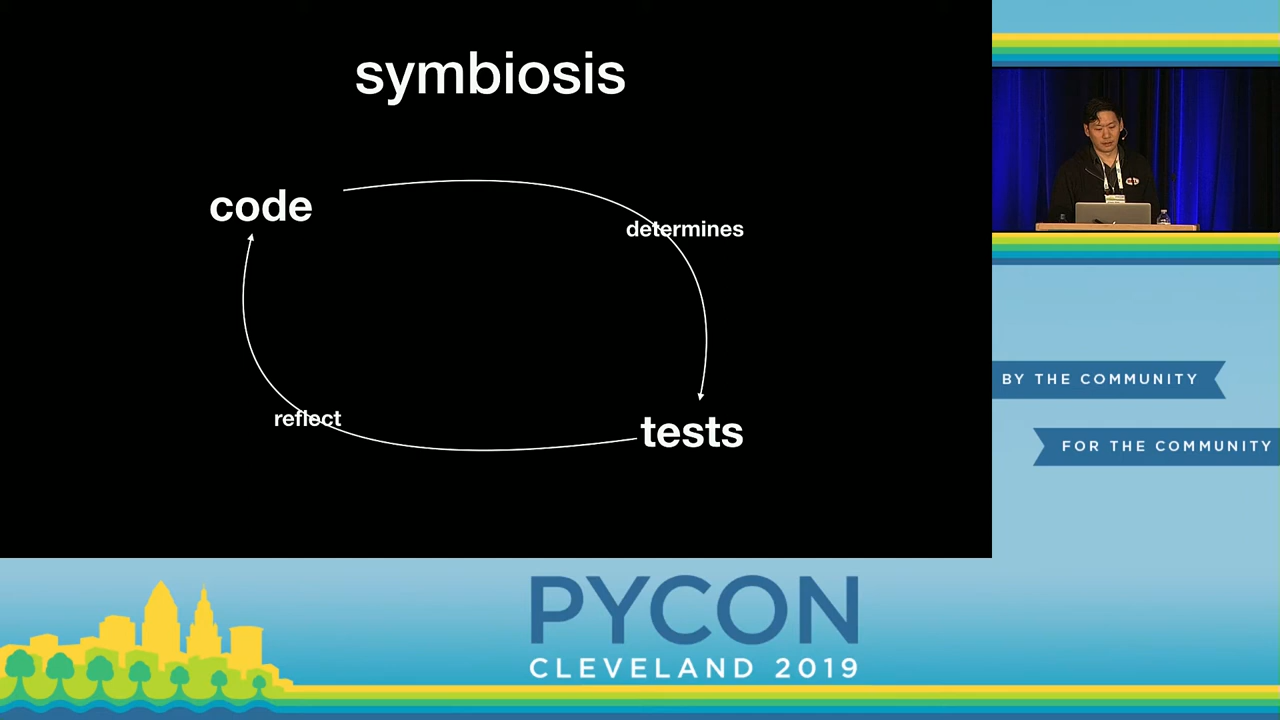 symbiosis
code
determines
reflect
tests
BY THE COMMUNITY
FOR THE COMMUNITY
PYCON
CLEVELAND 2019